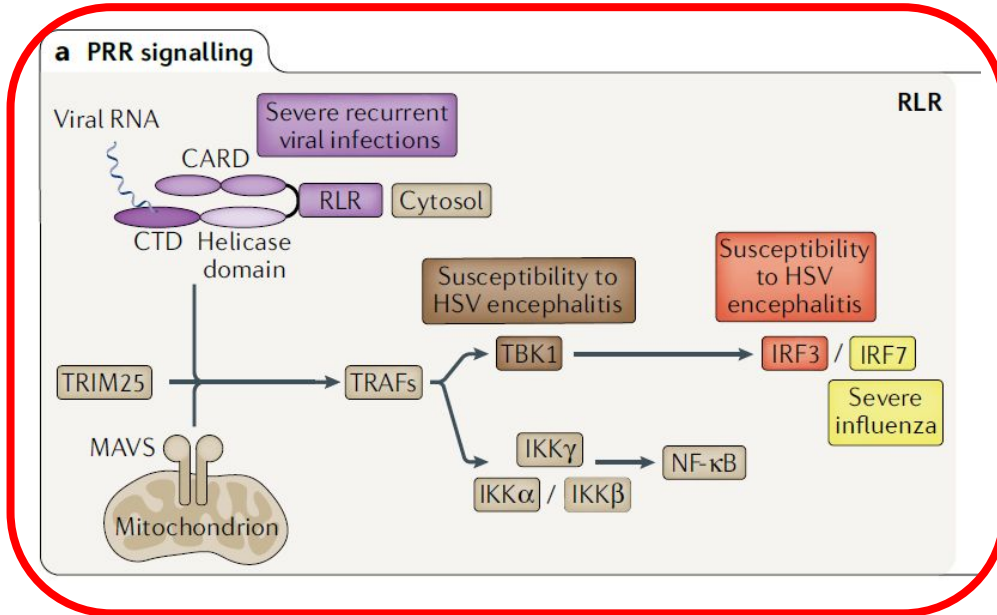 a PRR signalling
RLR
Viral RNA
Severe recurrent
viral infections
CARD
RLR
Cytosol
CTD
Helicase
domain
Susceptibility to
HSV encephalitis
Susceptibility
to HSV
encephalitis
TRIM25
TRAFs
TBK1
IRF3 / IRF7
Severe
influenza
MAVS
IKKγ
IKKα / IKKβ
NF-κB
Mitochondrion